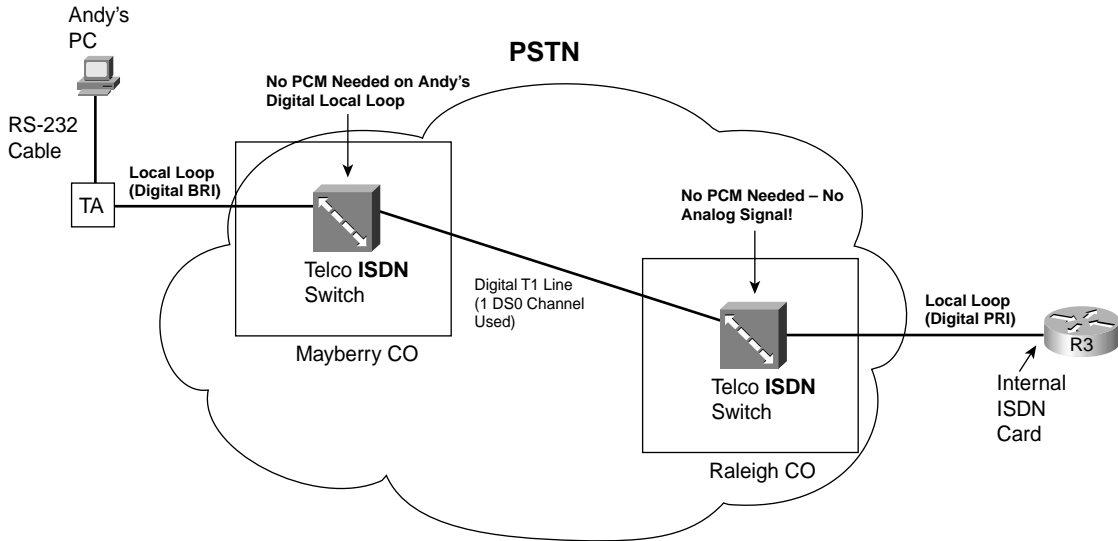 Andy's
PC
PSTN
No PCM Needed on Andy's
Digital Local Loop
RS-232
Cable
Local Loop
(Digital BRI)
TA
No PCM Needed – No
Analog Signal!
Telco ISDN
Switch
Digital T1 Line
(1 DS0 Channel
Used)
Mayberry CO
Local Loop
(Digital PRI)
R3
Telco ISDN
Switch
Internal
ISDN
Card
Raleigh CO